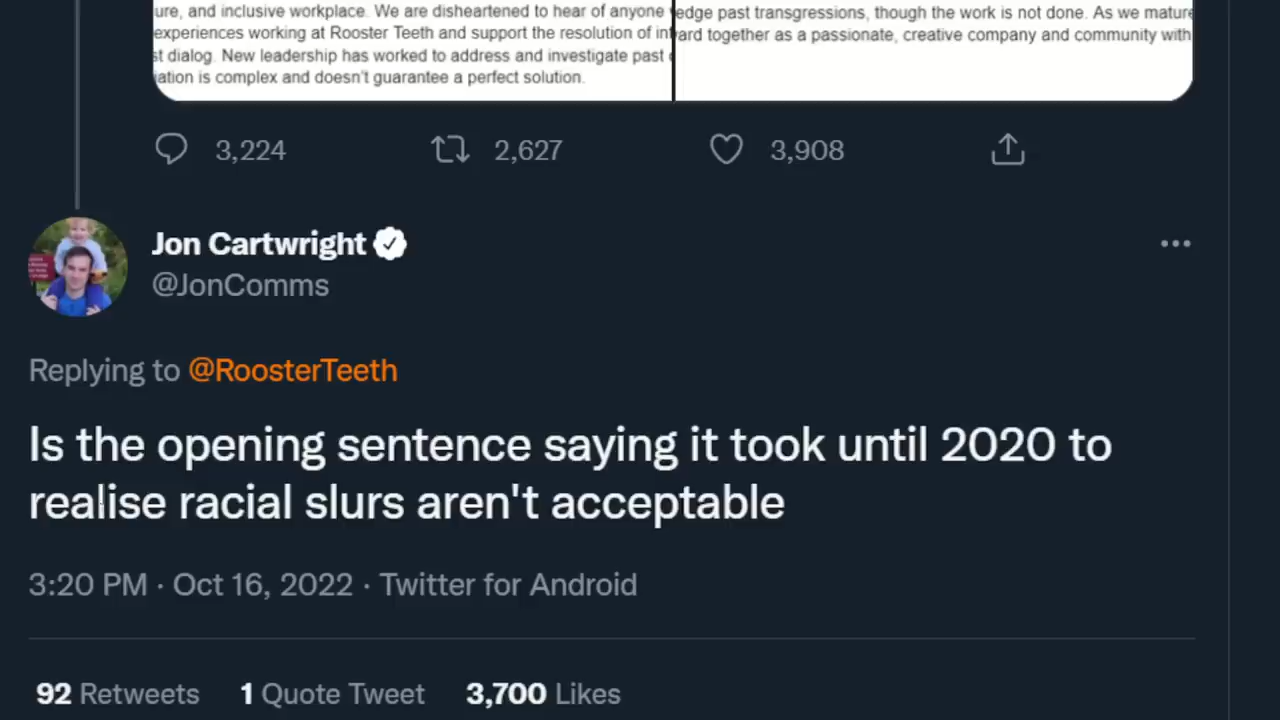 ure, and inclusive workplace. We are disheartened to hear of anyone
experiences working at Rooster Teeth and support the resolution of
st dialog. New leadership has worked to address and investigate past
ation is complex and doesn't guarantee a perfect solution.
edge past transgressions, though the work is not done. As we mature
ard together as a passionate, creative company and community with
3,224 2,627 3,908
Jon Cartwright
@JonComms
Replying to @RoosterTeeth
Is the opening sentence saying it took until 2020 to
realise racial slurs aren't acceptable
3:20 PM · Oct 16, 2022 · Twitter for Android
92 Retweets 1 Quote Tweet 3,700 Likes